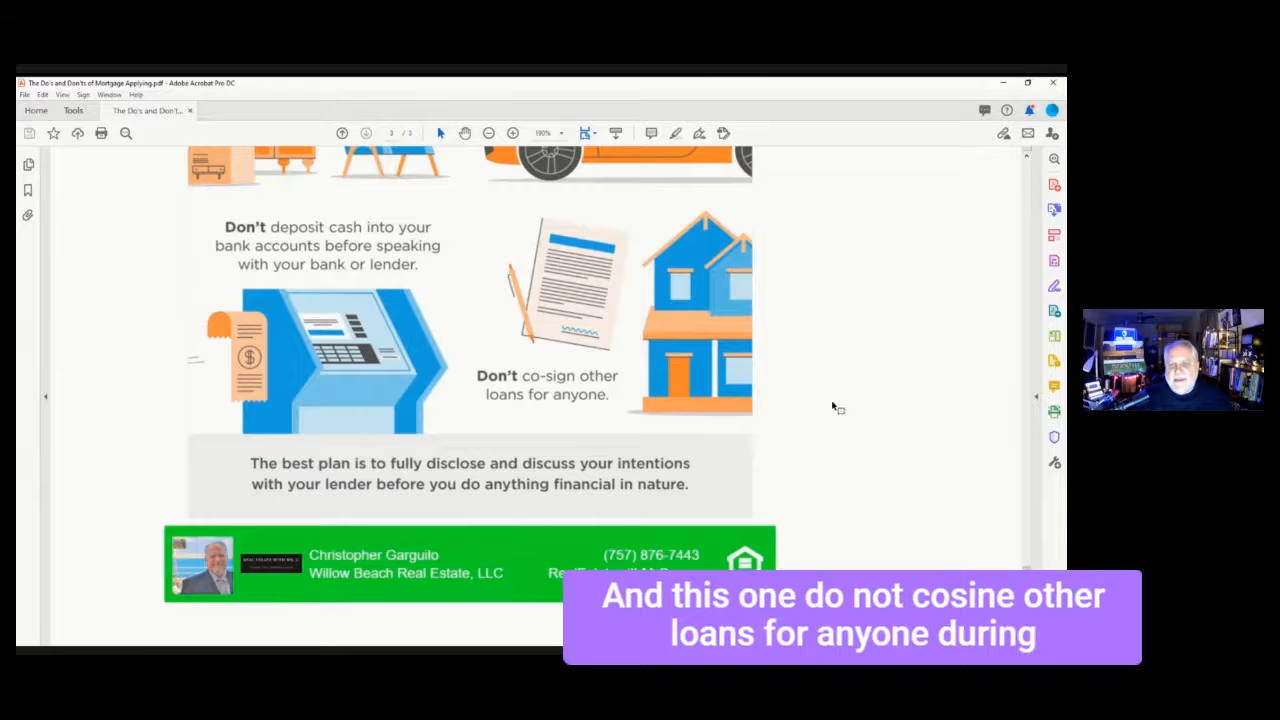 The Do's and Don'ts of Mortgage Applying.pdf - Adobe Acrobat Pro DC
File Edit View Sign Window Help
Home Tools The Do's and Don't... ×
3 / 3 190%
Don't deposit cash into your
bank accounts before speaking
with your bank or lender.
$
Don't co-sign other
loans for anyone.
The best plan is to fully disclose and discuss your intentions
with your lender before you do anything financial in nature.
Christopher Garguilo (757) 876-7443
Willow Beach Real Estate, LLC
And this one do not cosine other
loans for anyone during